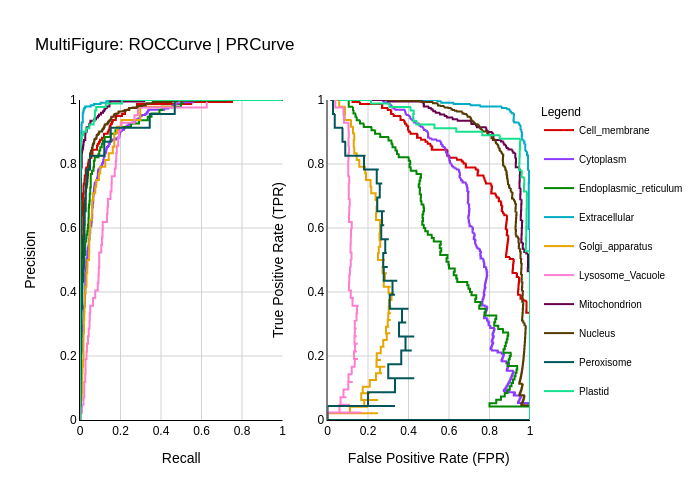 MultiFigure: ROCCurve | PRCurve
Precision
1
0.8
0.6
0.4
0.2
0
0
0.2
0.4
0.6
0.8
1
Recall
True Positive Rate (TPR)
1
0.8
0.6
0.4
0.2
0
0
0.2
0.4
0.6
0.8
1
False Positive Rate (FPR)
Legend
Cell_membrane
Cytoplasm
Endoplasmic_reticulum
Extracellular
Golgi_apparatus
Lysosome_Vacuole
Mitochondrion
Nucleus
Peroxisome
Plastid